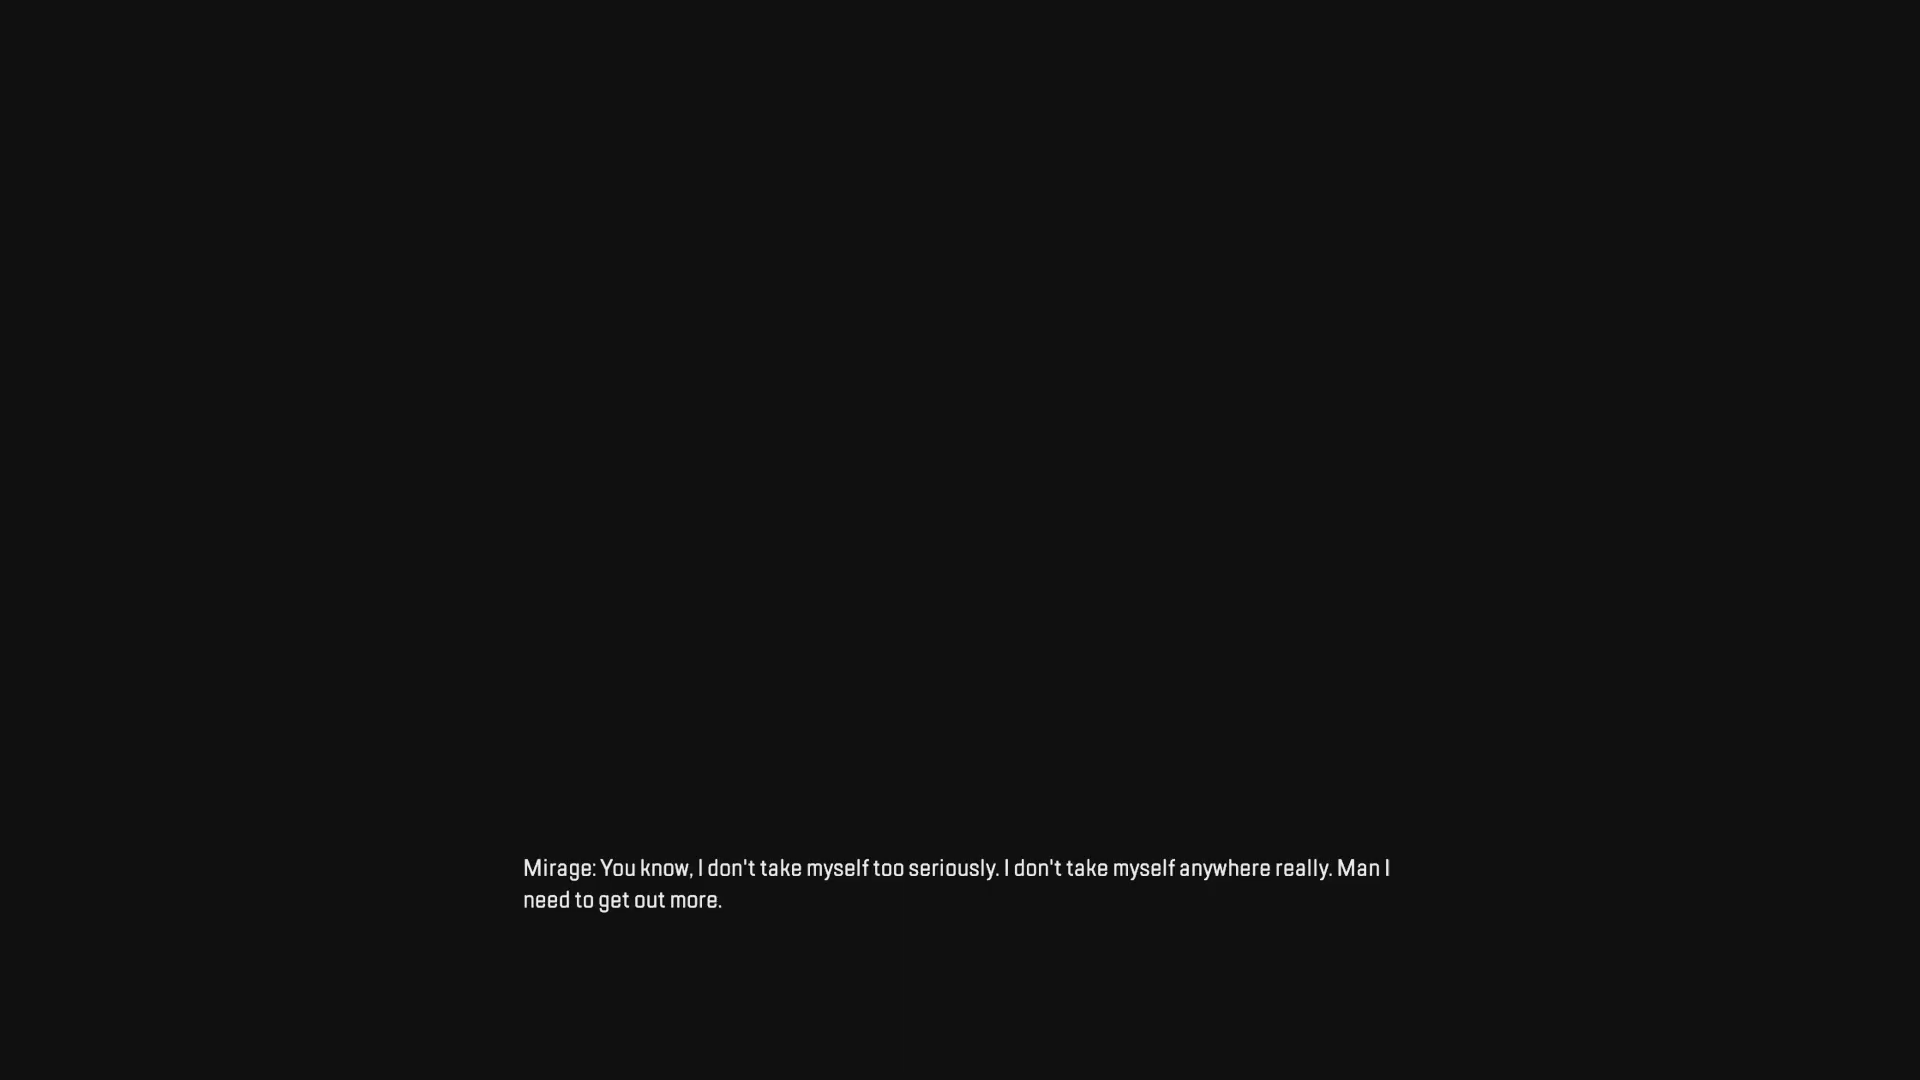 Mirage: You know, I don't take myself too seriously. I don't take myself anywhere really. Man I
need to get out more.